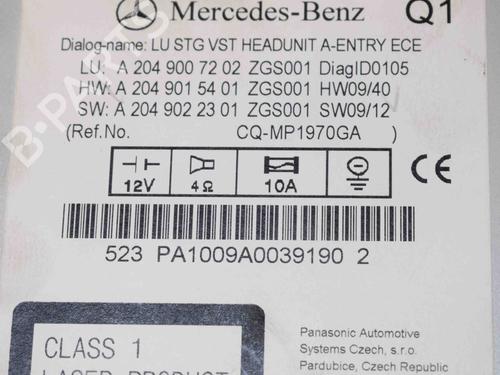 Mercedes-Benz Q1
Dialog-name: LU STG VST HEADUNIT A-ENTRY ECE
LU: A 204 900 72 02 ZGS001 DiagID0105
HW: A 204 901 54 01 ZGS001 HW09/40
SW: A 204 902 23 01 ZGS001 SW09/12
(Ref.No. CQ-MP1970GA )
12V 4Ω 10A
CE
523 PA1009A0039190 2
CLASS 1
LASER PRODUCT
Panasonic Automotive
Systems Czech, s.r.o.
Pardubice, Czech Republic
B-PARTS